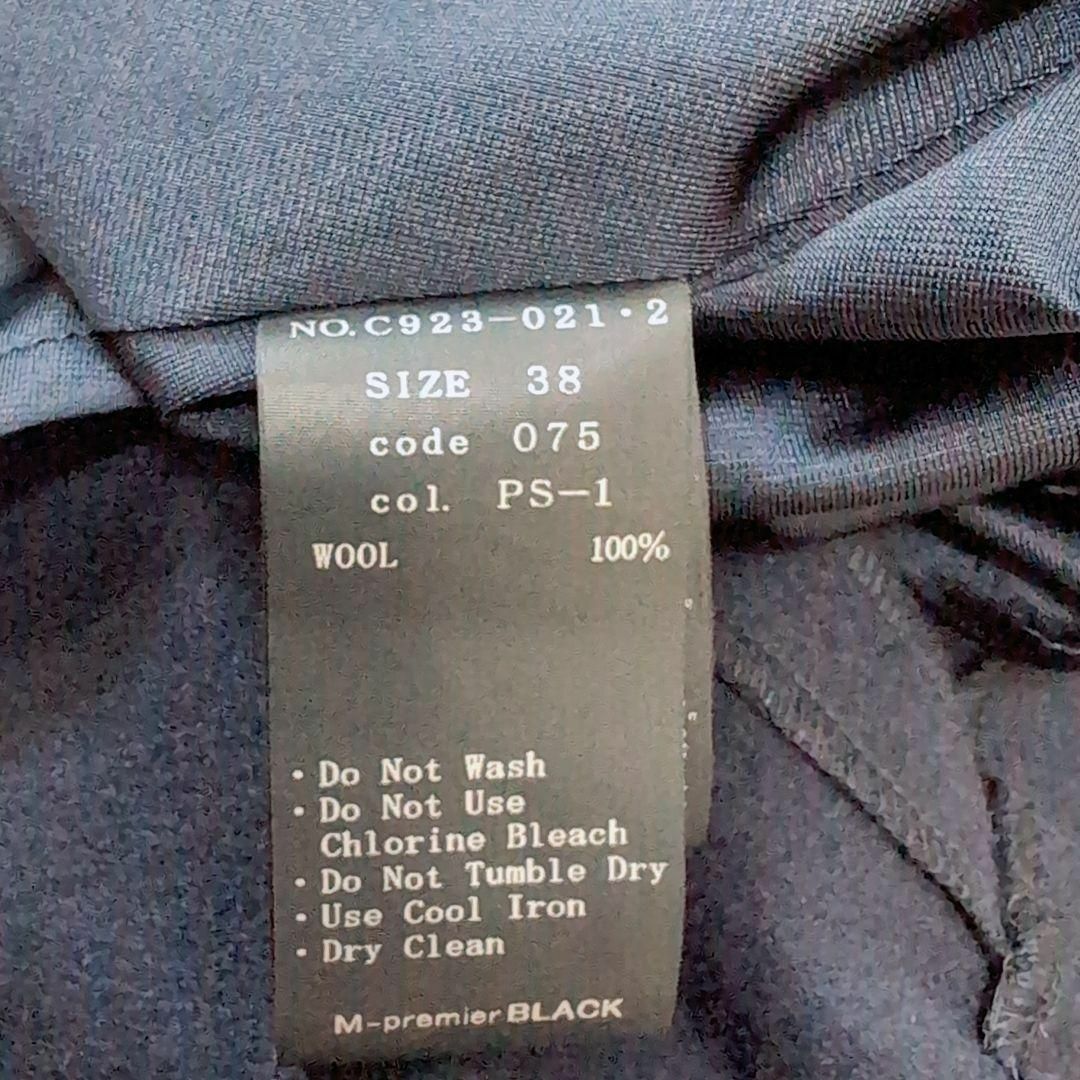 NO. C923-021・2
SIZE 38
code 075
col. PS-1
WOOL 100%
・Do Not Wash
・Do Not Use
Chlorine Bleach
・Do Not Tumble Dry
・Use Cool Iron
・Dry Clean
M-premier BLACK